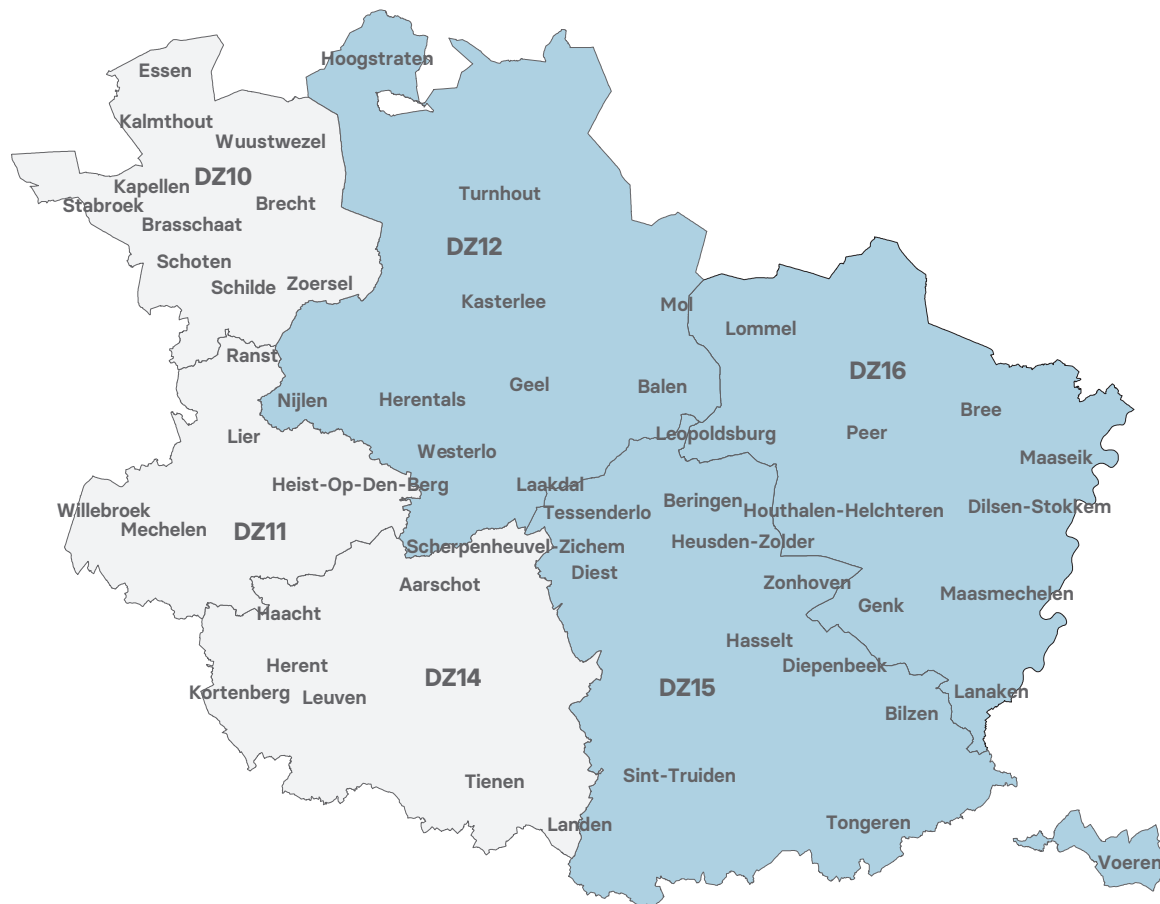 Hoogstraten
Essen
Kalmthout
Wuustwezel
DZ10
Kapellen
Stabroek
Brecht
Brasschaat
Schoten
Schilde
Zoersel
Turnhout
DZ12
Kasterlee
Mol
Lommel
Ranst
DZ16
Geel
Balen
Nijlen
Herentals
Bree
Lier
Leopoldsburg
Peer
Westerlo
Maaseik
Heist-Op-Den-Berg
Laakdal
Beringen
Willebroek
Tessenderlo
Houthalen-Helchteren
Dilsen-Stokkem
Mechelen
DZ11
Heusden-Zolder
Scherpenheuvel-Zichem
Diest
Aarschot
Zonhoven
Maasmechelen
Genk
Haacht
Hasselt
Herent
Diepenbeek
DZ14
DZ15
Kortenberg
Leuven
Lanaken
Bilzen
Sint-Truiden
Tienen
Landen
Tongeren
Voeren